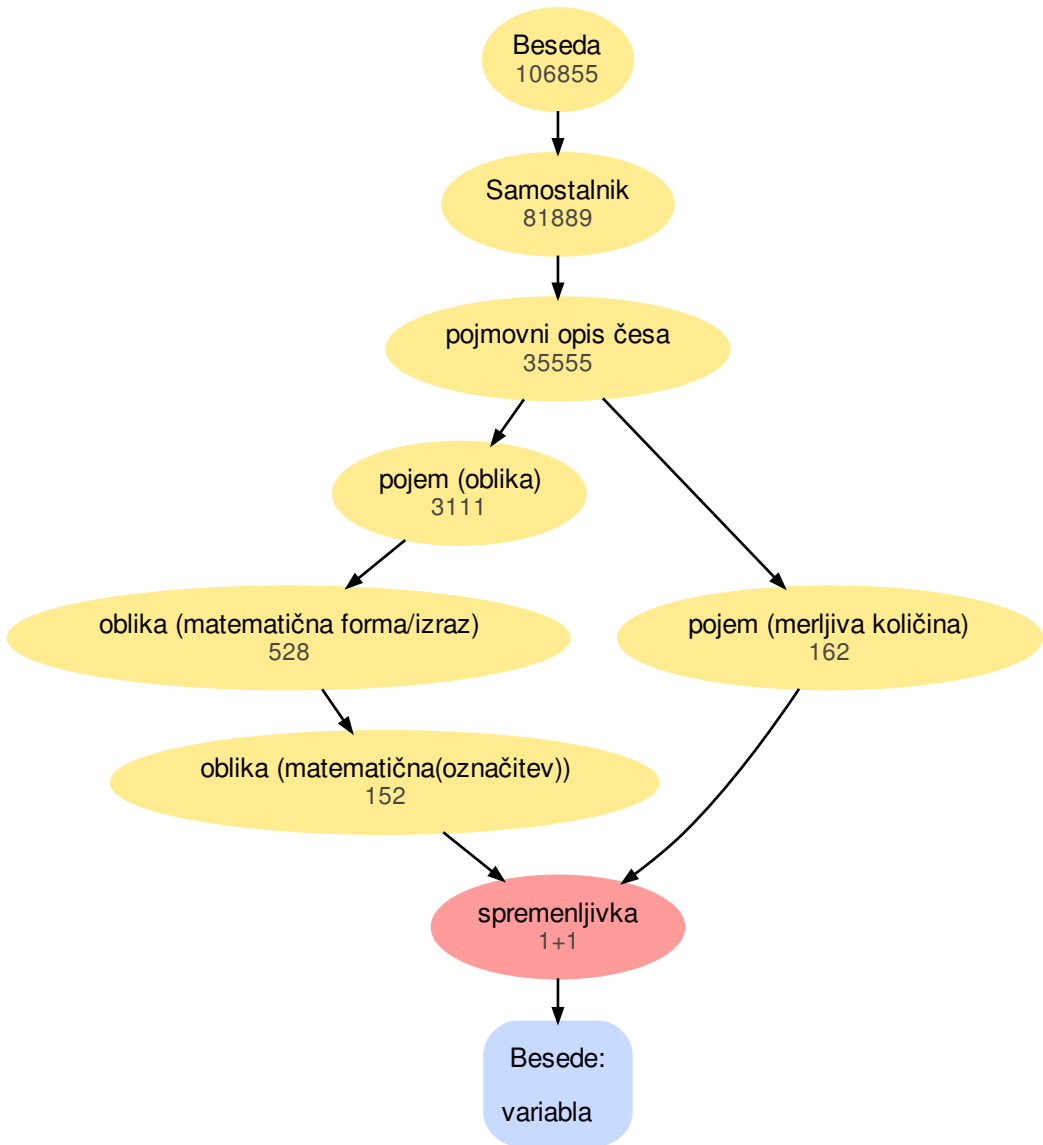 Beseda
106855
Samostalnik
81889
pojmovni opis česa
35555
pojem (oblika)
3111
oblika (matematična forma/izraz)
528
pojem (merljiva količina)
162
oblika (matematična(označitev))
152
spremenljivka
1+1
Besede:
variabla